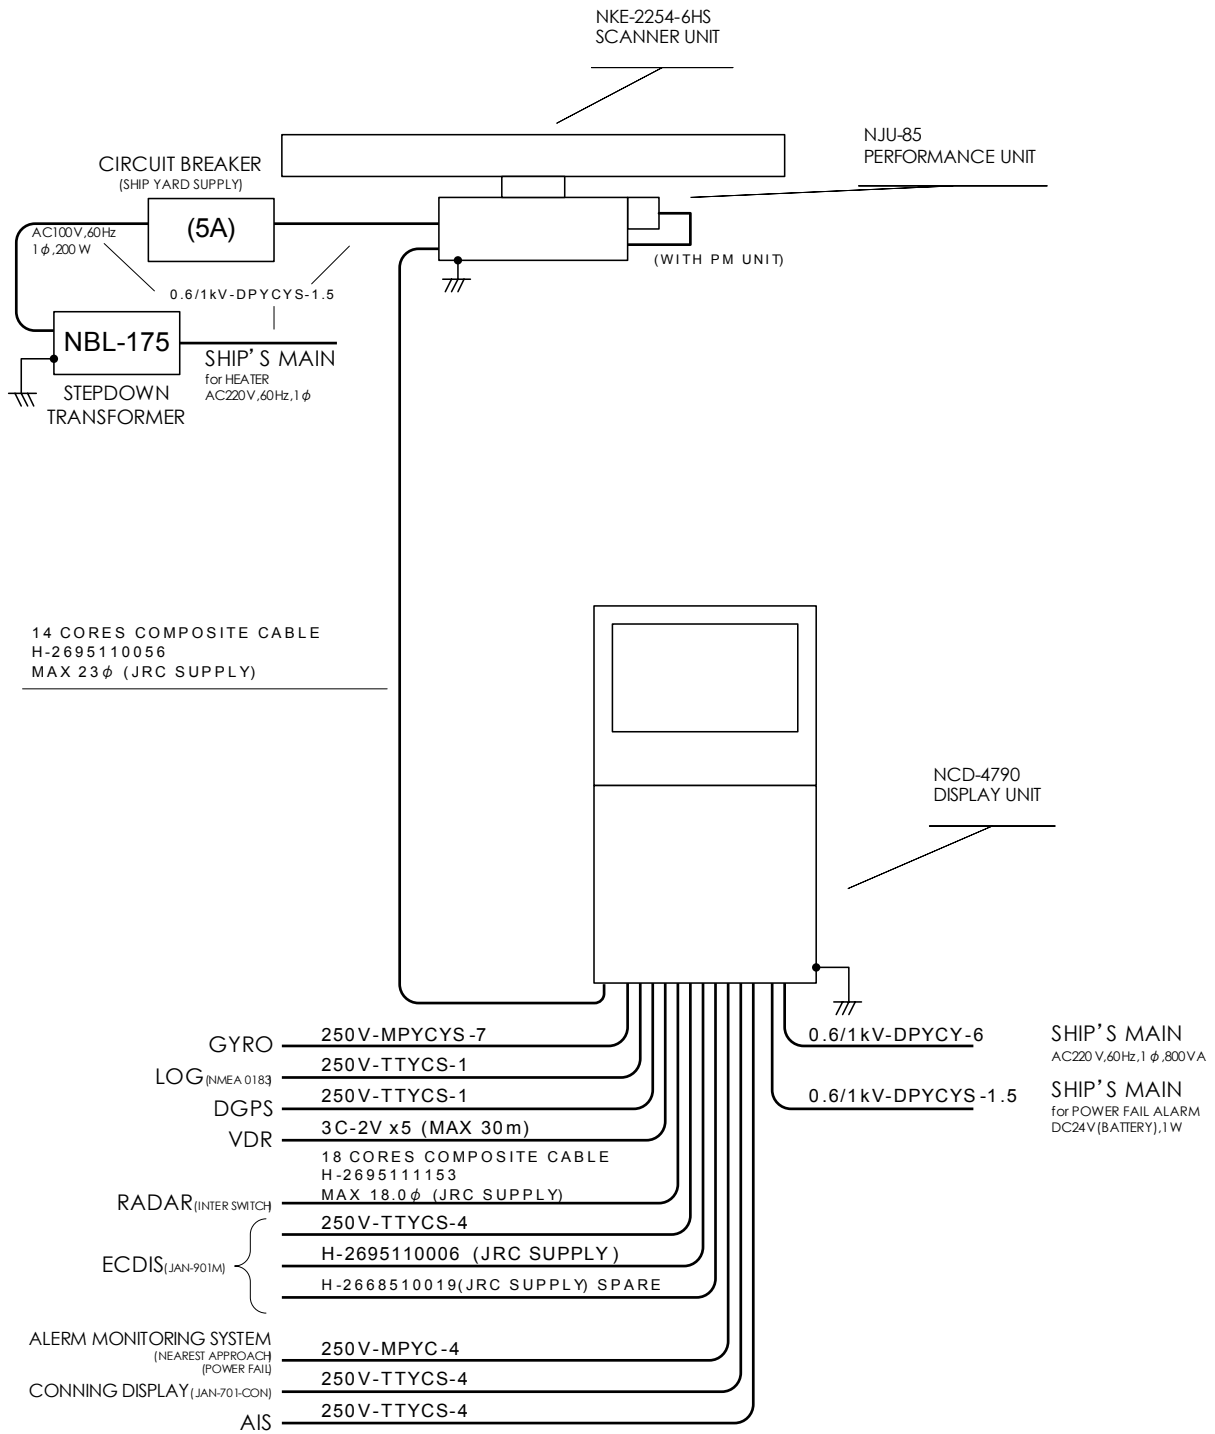 NKE-2254-6HS
SCANNER UNIT
NJU-85
PERFORMANCE UNIT
CIRCUIT BREAKER
(SHIP YARD SUPPLY)
(5A)
AC100V,60Hz
1φ,200 W
(WITH PM UNIT)
0.6/1kV-DPYCYS-1.5
NBL-175
SHIP'S MAIN
for HEATER
AC220V,60Hz,1φ
STEPDOWN
TRANSFORMER
14 CORES COMPOSITE CABLE
H-2695110056
MAX 23φ (JRC SUPPLY)
NCD-4790
DISPLAY UNIT
GYRO 250V-MPYCYS-7
LOG(NMEA 0183) 250V-TTYCS-1
DGPS 250V-TTYCS-1
VDR 3C-2V x5 (MAX 30m)
18 CORES COMPOSITE CABLE
H-2695111153
RADAR(INTER SWITCH) MAX 18.0φ (JRC SUPPLY)
250V-TTYCS-4
ECDIS(JAN-901M) H-2695110006 (JRC SUPPLY)
H-2668510019(JRC SUPPLY) SPARE
ALERM MONITORING SYSTEM
(NEAREST APPROACH) 250V-MPYC-4
(POWER FAIL)
CONNING DISPLAY(JAN-701-CON) 250V-TTYCS-4
AIS 250V-TTYCS-4
0.6/1kV-DPYCY-6 SHIP'S MAIN
AC220V,60Hz,1φ,800VA
0.6/1kV-DPYCYS-1.5 SHIP'S MAIN
for POWER FAIL ALARM
DC24V(BATTERY),1W